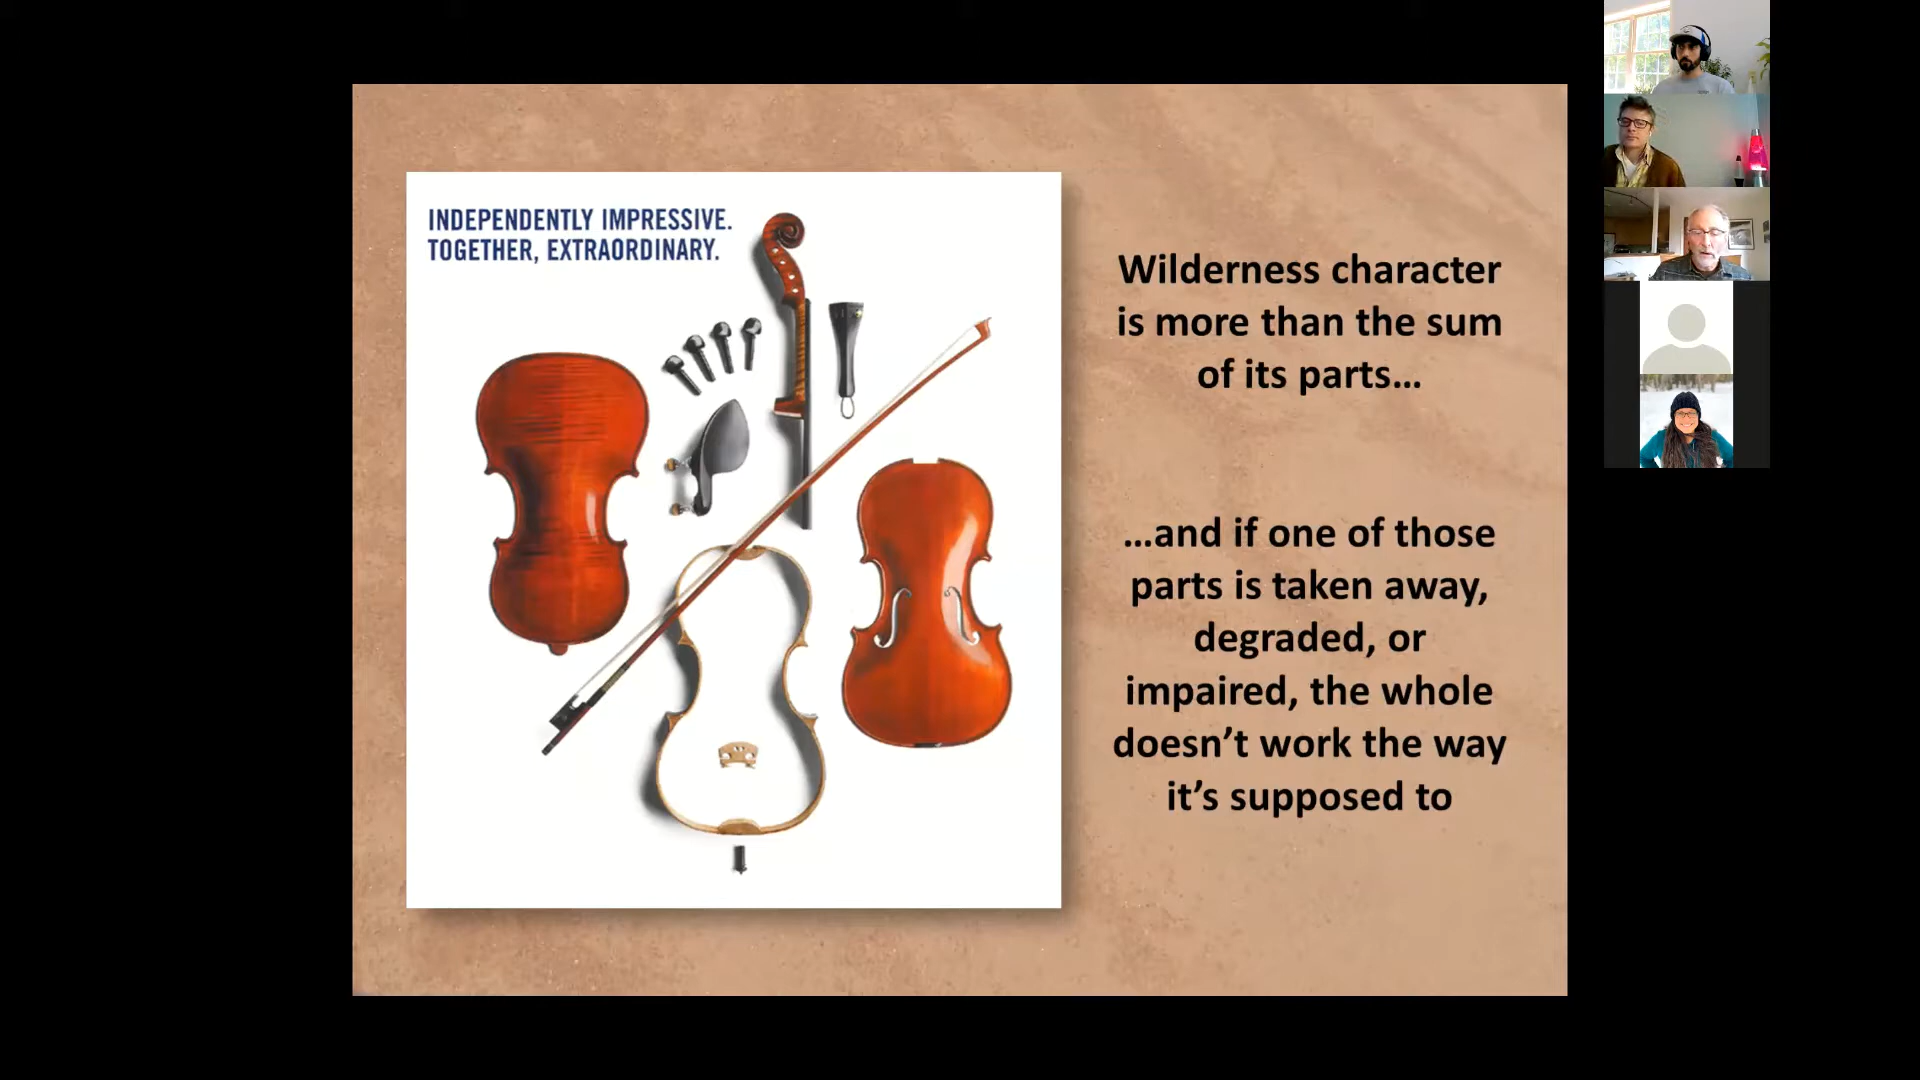 INDEPENDENTLY IMPRESSIVE.
TOGETHER, EXTRAORDINARY.
Wilderness character
is more than the sum
of its parts…
…and if one of those
parts is taken away,
degraded, or
impaired, the whole
doesn’t work the way
it’s supposed to